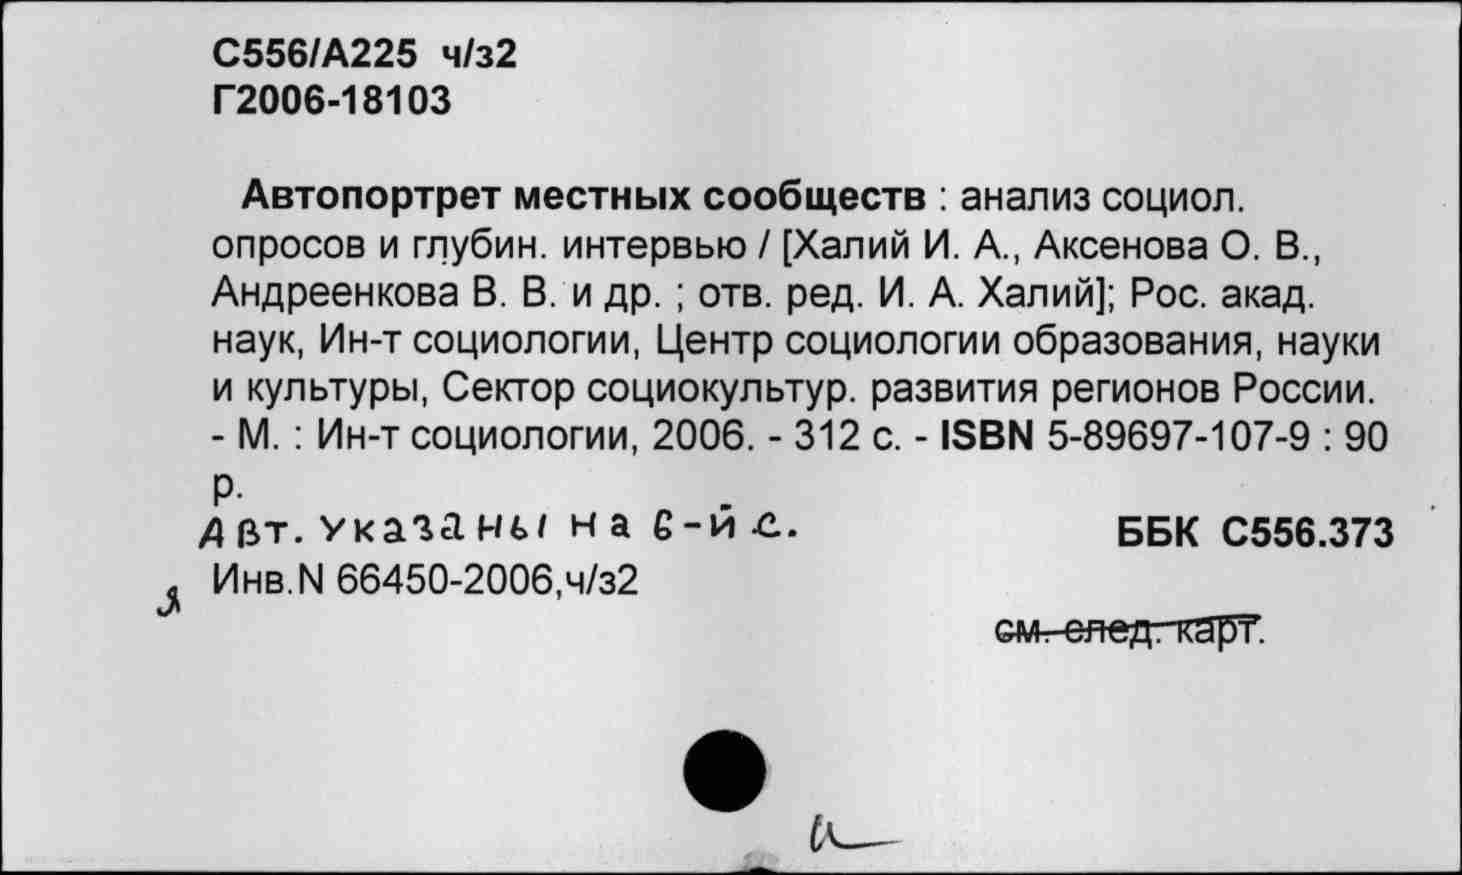 С556/А225 ч/з2
Г2006-18103
Автопортрет местных сообществ : анализ социол.
опросов и глубин. интервью / [Халий И. А., Аксенова О. В.,
Андреенкова В. В. и др. ; отв. ред. И. А. Халий]; Рос. акад.
наук, Ин-т социологии, Центр социологии образования, науки
и культуры, Сектор социокультур. развития регионов России.
- М. : Ин-т социологии, 2006. - 312 с. - ISBN 5-89697-107-9 : 90
р.
Авт. указаны на 6-й с.
ББК С556.373
Инв.N 66450-2006,ч/з2
см. след. карт.